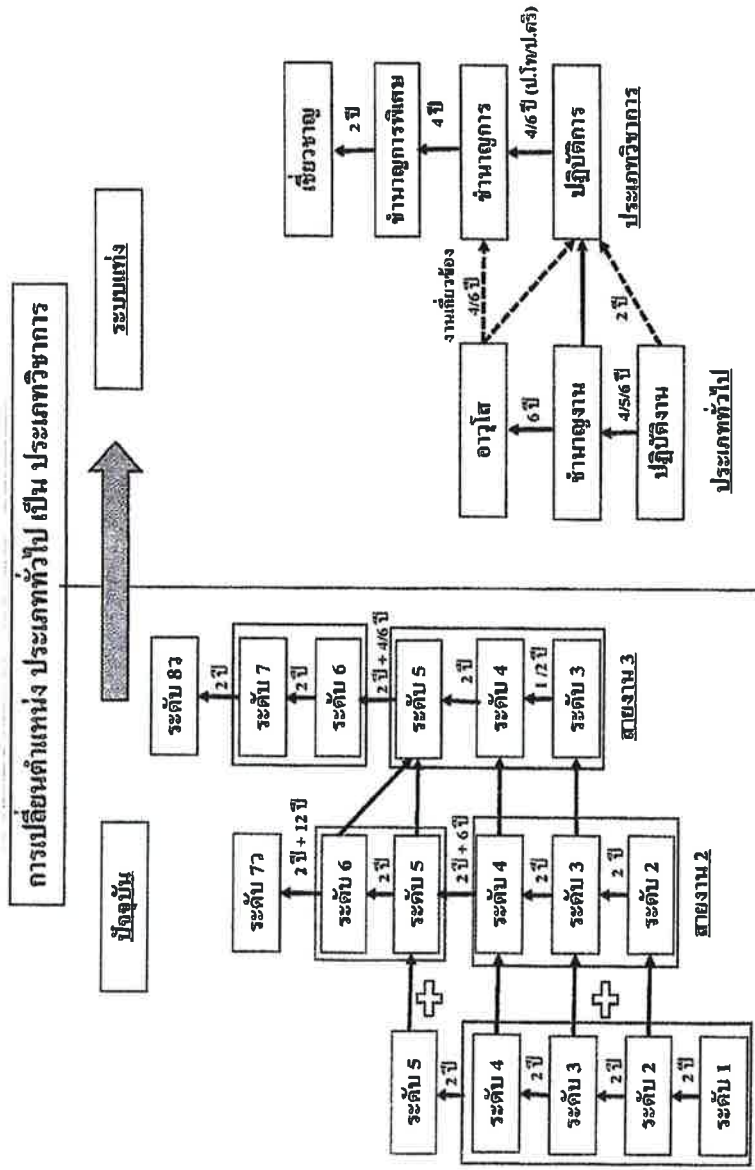 การเปลี่ยนตำแหน่ง ประเภททั่วไป เป็น ประเภทวิชาการ
ปัจจุบัน
ระบบแท่ง
ระดับ 5
2 ปี
ระดับ 4
2 ปี
ระดับ 3
2 ปี
ระดับ 2
2 ปี
ระดับ 1
ระดับ 7ว
2 ปี + 12 ปี
ระดับ 6
2 ปี
ระดับ 5
2 ปี + 6 ปี
ระดับ 4
2 ปี
ระดับ 3
2 ปี
ระดับ 2
สายงาน 2
ระดับ 8ว
2 ปี
ระดับ 7
2 ปี
ระดับ 6
2 ปี + 4/6 ปี
ระดับ 5
2 ปี
ระดับ 4
1 /2 ปี
ระดับ 3
สายงาน 3
อาวุโส
6 ปี
ชำนาญงาน
4/5/6 ปี
ปฏิบัติงาน
ประเภททั่วไป
งานเกี่ยวข้อง
4/6 ปี
2 ปี
เชี่ยวชาญ
2 ปี
ชำนาญการพิเศษ
4 ปี
ชำนาญการ
4/6 ปี (ป.โท/ป.ตรี)
ปฏิบัติการ
ประเภทวิชาการ